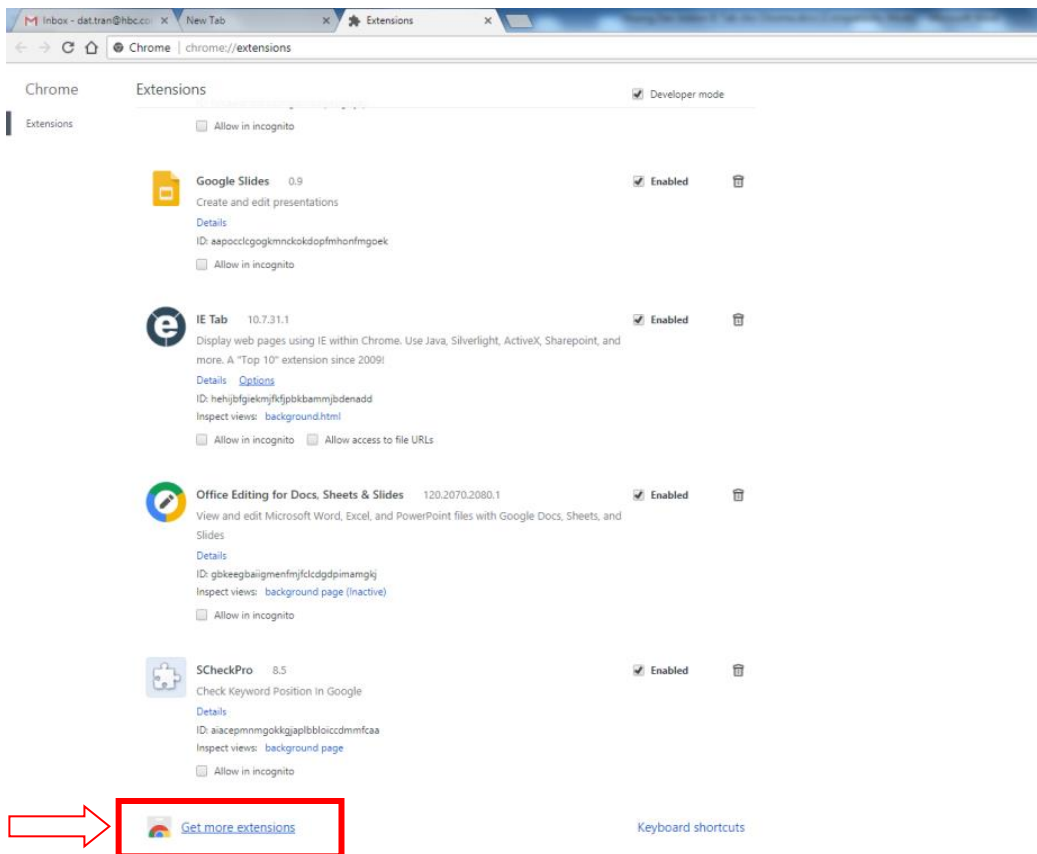 Inbox - dat.tran@hbc.co
New Tab
Extensions
Chrome
chrome://extensions
Chrome
Extensions
Developer mode
Extensions
Allow in incognito
Google Slides 0.9
Enabled
Create and edit presentations
Details
ID: aapocclcgogkmnckokdopfmhonfmgoek
Allow in incognito
IE Tab 10.7.31.1
Enabled
Display web pages using IE within Chrome. Use Java, Silverlight, ActiveX, Sharepoint, and
more. A "Top 10" extension since 2009!
Details Options
ID: hehijbfgiekmjfkfjpbkbammjbdenadd
Inspect views: background.html
Allow in incognito Allow access to file URLs
Office Editing for Docs, Sheets & Slides 120.2070.2080.1
Enabled
View and edit Microsoft Word, Excel, and PowerPoint files with Google Docs, Sheets, and
Slides
Details
ID: gbkeegbaiigmenfmjfclcdgdpimamgkj
Inspect views: background page (Inactive)
Allow in incognito
SCheckPro 8.5
Enabled
Check Keyword Position In Google
Details
ID: aiacepmnmgokkgjaplbbloiccdmmfcaa
Inspect views: background page
Allow in incognito
Get more extensions
Keyboard shortcuts